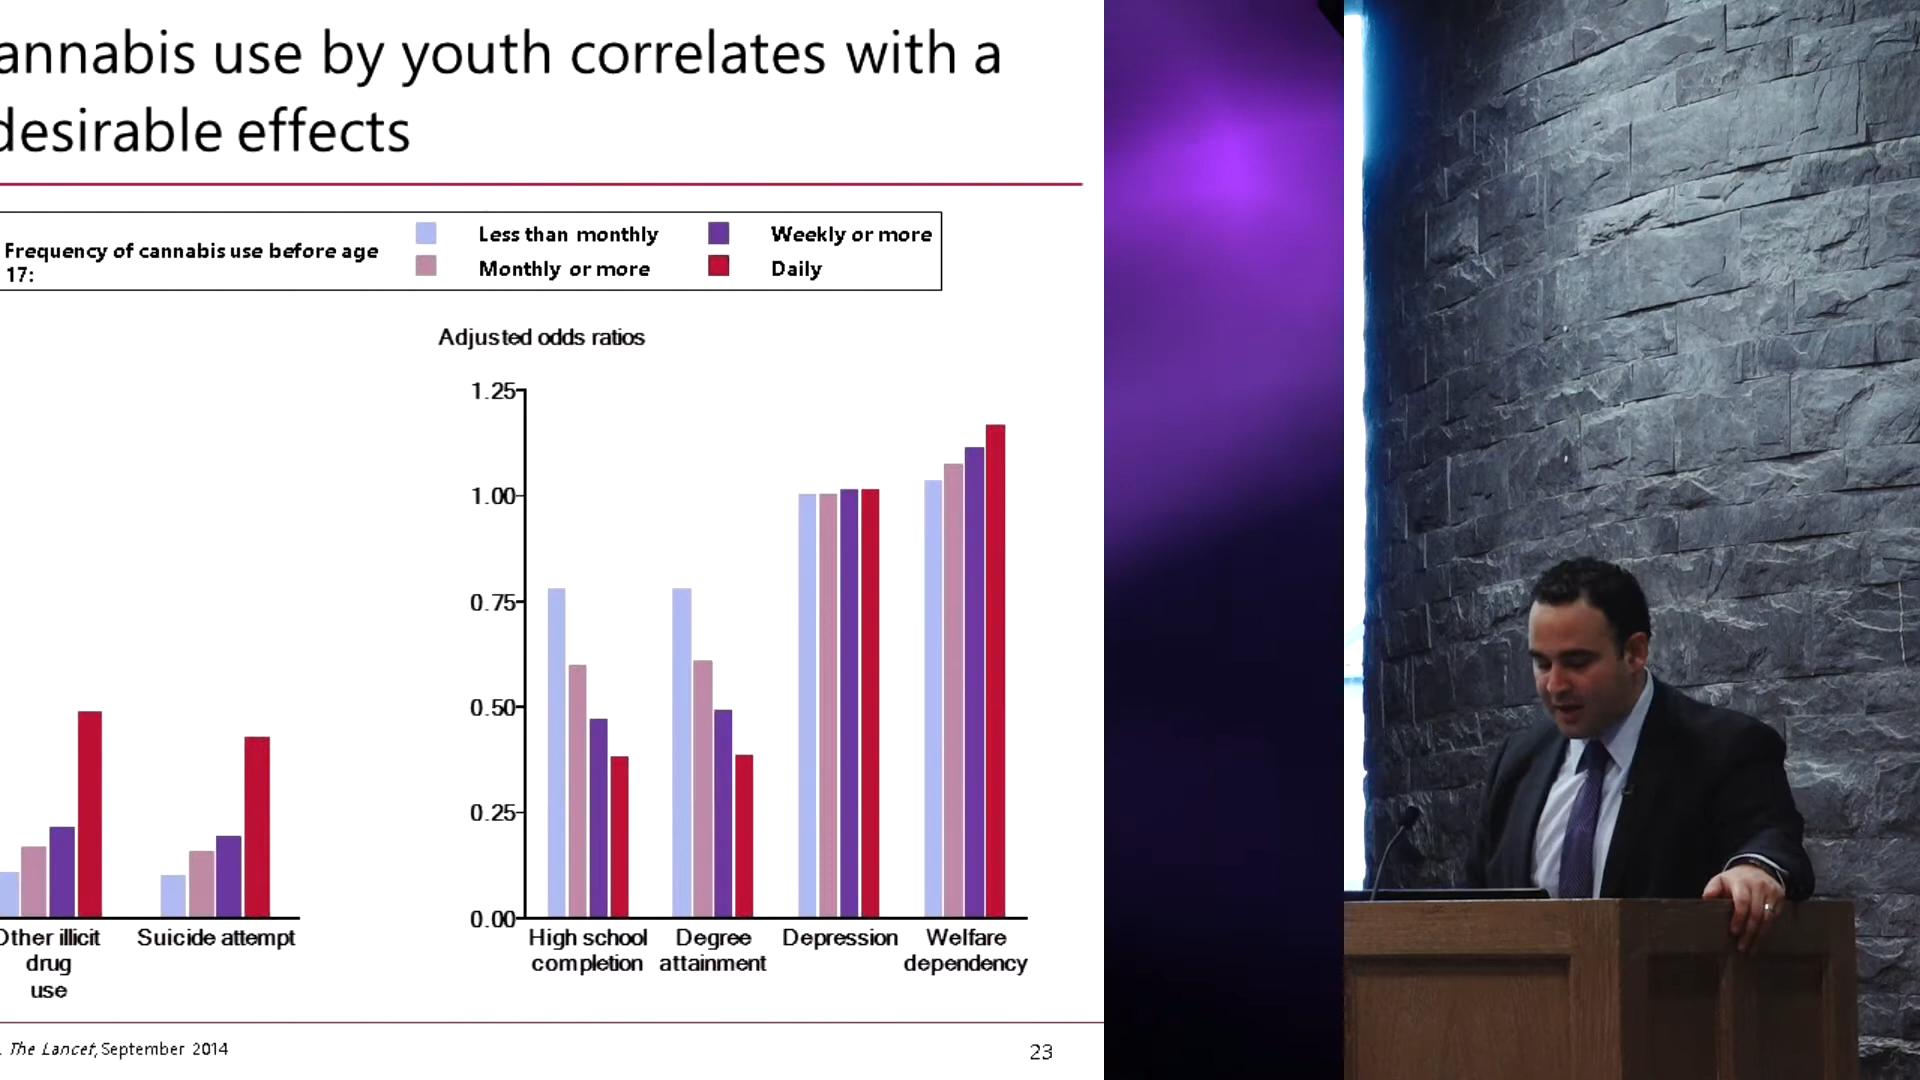 annabis use by youth correlates with a
desirable effects
Frequency of cannabis use before age
17:
Less than monthly
Weekly or more
Monthly or more
Daily
Adjusted odds ratios
1.25
1.00
0.75
0.50
0.25
0.00
Other illicit
drug
use
Suicide attempt
High school
completion
Degree
attainment
Depression
Welfare
dependency
. The Lancet, September 2014
23